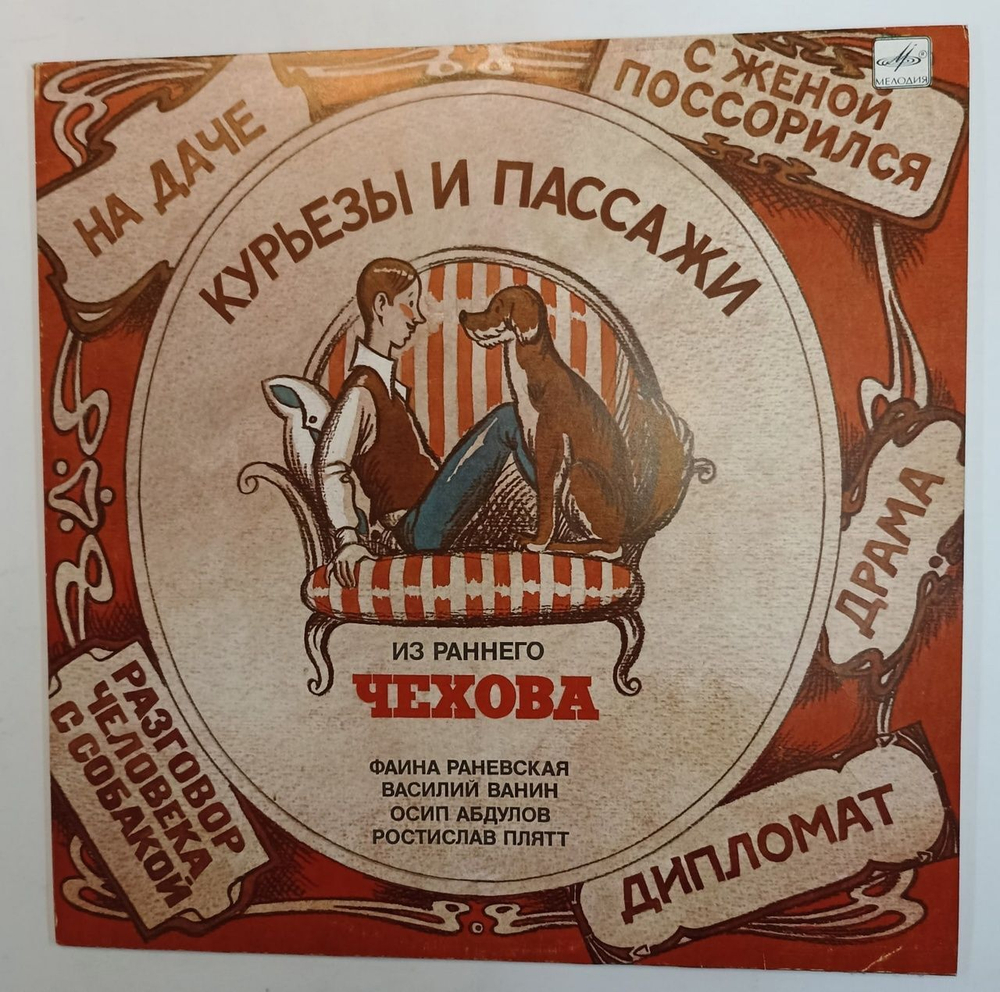 НА ДАЧЕ
С ЖЕНОЙ
ПОССОРИЛСЯ
МЕЛОДИЯ
КУРЬЕЗЫ И ПАССАЖИ
ДРАМА
ИЗ РАННЕГО
ЧЕХОВА
ФАИНА РАНЕВСКАЯ
ВАСИЛИЙ ВАНИН
ОСИП АБДУЛОВ
РОСТИСЛАВ ПЛЯТТ
РАЗГОВОР
ЧЕЛОВЕКА
С СОБАКОЙ
ДИПЛОМАТ